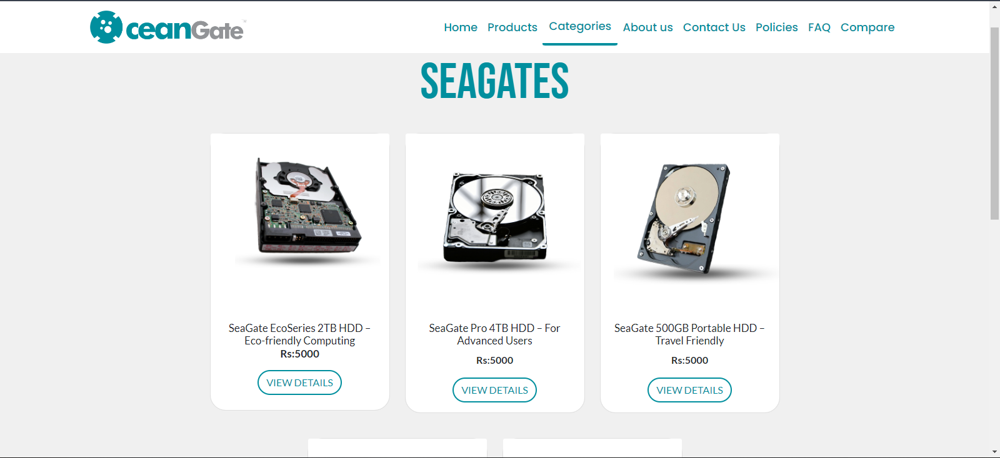 ceanGate
Home Products Categories About us Contact Us Policies FAQ Compare
SEAGATES
SeaGate EcoSeries 2TB HDD –
Eco-friendly Computing
Rs:5000
VIEW DETAILS
SeaGate Pro 4TB HDD – For
Advanced Users
Rs:5000
VIEW DETAILS
SeaGate 500GB Portable HDD –
Travel Friendly
Rs:5000
VIEW DETAILS